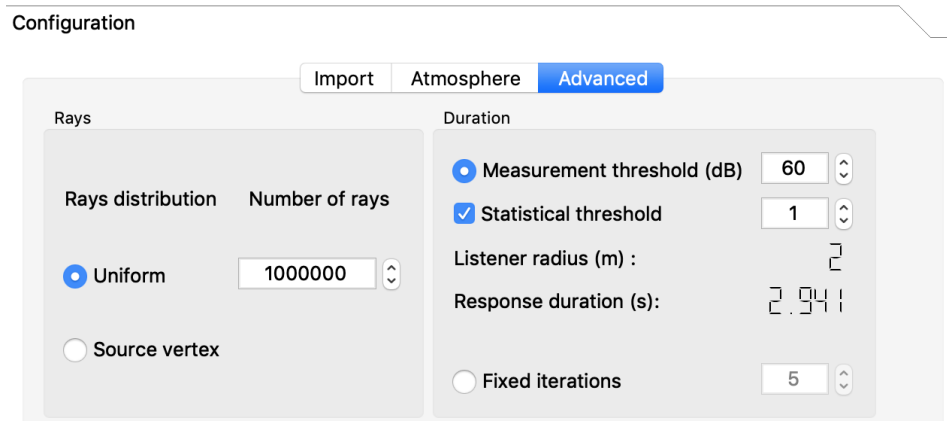 Configuration
Import Atmosphere Advanced
Rays
Rays distribution Number of rays
Uniform 1000000
Source vertex
Duration
Measurement threshold (dB) 60
Statistical threshold 1
Listener radius (m) : 2
Response duration (s): 2.941
Fixed iterations 5